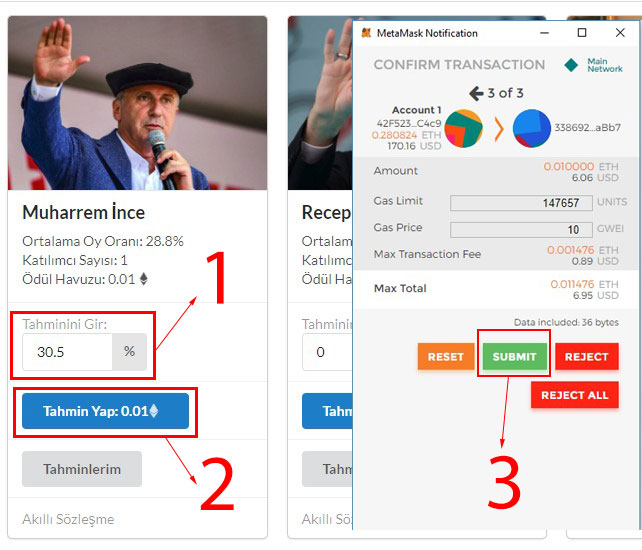 Muharrem İnce
Ortalama Oy Oranı: 28.8%
Katılımcı Sayısı: 1
Ödül Havuzu: 0.01
Tahminini Gir:
30.5 %
Tahmin Yap: 0.01
Tahminlerim
Akıllı Sözleşme
1
2
Recep
Ortalama
Katılımcı
Ödül Hav
Tahminini
0
Tahm
Tahm
Akıllı Sö
MetaMask Notification
CONFIRM TRANSACTION
Main
Network
3 of 3
Account 1
42F523...C4c9
0.280824 ETH
170.16 USD
338692...aBb7
Amount
0.010000 ETH
6.06 USD
Gas Limit
147657 UNITS
Gas Price
10 GWEI
Max Transaction Fee
0.001476 ETH
0.89 USD
Max Total
0.011476 ETH
6.95 USD
Data included: 36 bytes
RESET
SUBMIT
REJECT
REJECT ALL
3